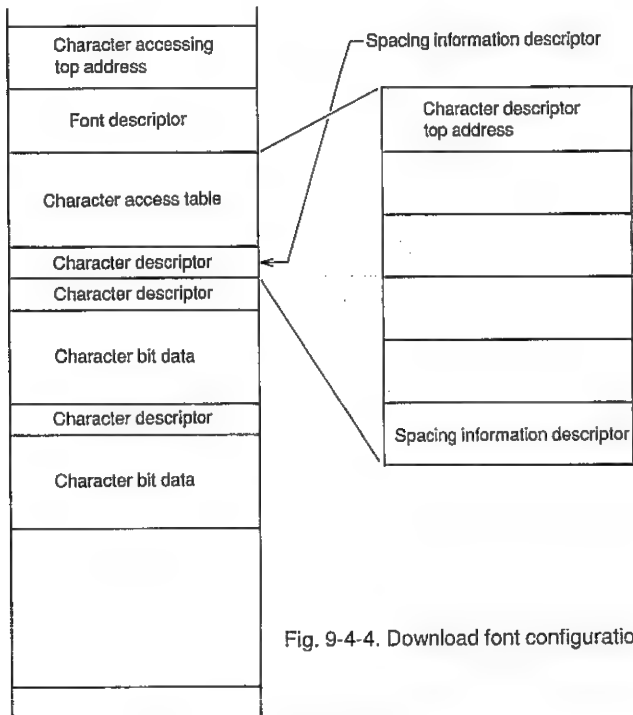 Character accessing
top address
Font descriptor
Character access table
Character descriptor
Character descriptor
Character bit data
Character descriptor
Character bit data
Spacing information descriptor
Character descriptor
top address
Spacing information descriptor
Fig. 9-4-4. Download font configuratio